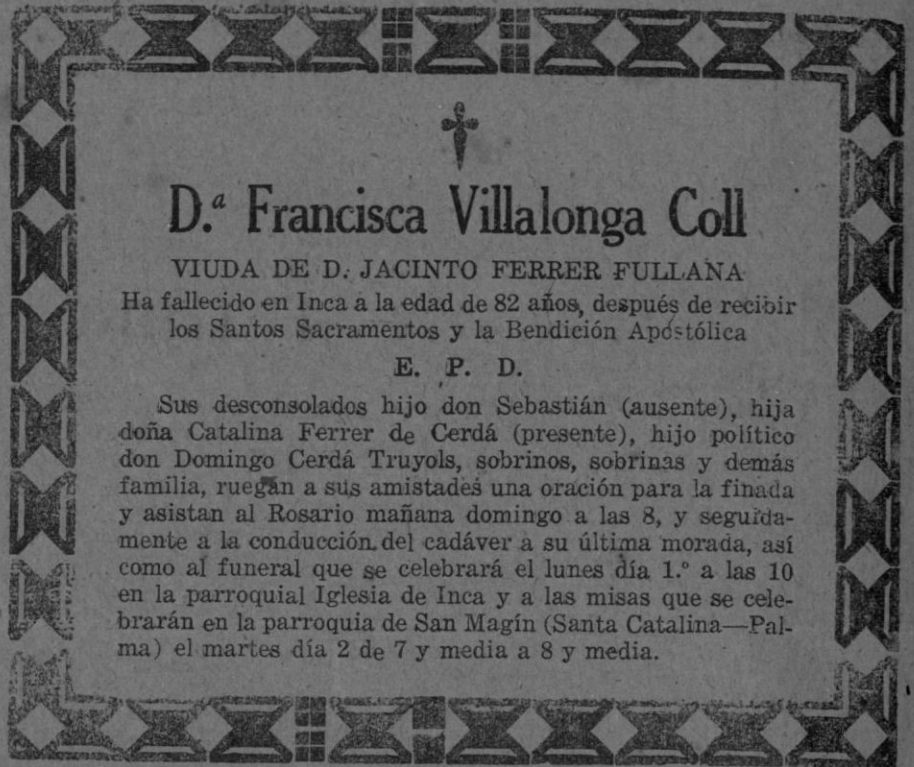 D.ª Francisca Villalonga Coll
VIUDA DE D. JACINTO FERRER FULLANA
Ha fallecido en Inca a la edad de 82 años, después de recibir
los Santos Sacramentos y la Bendición Apóstólica
E. P. D.
Sus desconsolados hijo don Sebastián (ausente), hija
doña Catalina Ferrer de Cerdá (presente), hijo político
don Domingo Cerdá Truyols, sobrinos, sobrinas y demás
familia, ruegan a sus amistades una oración para la finada
y asistan al Rosario mañana domingo a las 8, y seguida-
mente a la conducción del cadáver a su última morada, así
como al funeral que se celebrará el lunes día 1.º a las 10
en la parroquial Iglesia de Inca y a las misas que se cele-
brarán en la parroquia de San Magín (Santa Catalina—Pal-
ma) el martes día 2 de 7 y media a 8 y media.